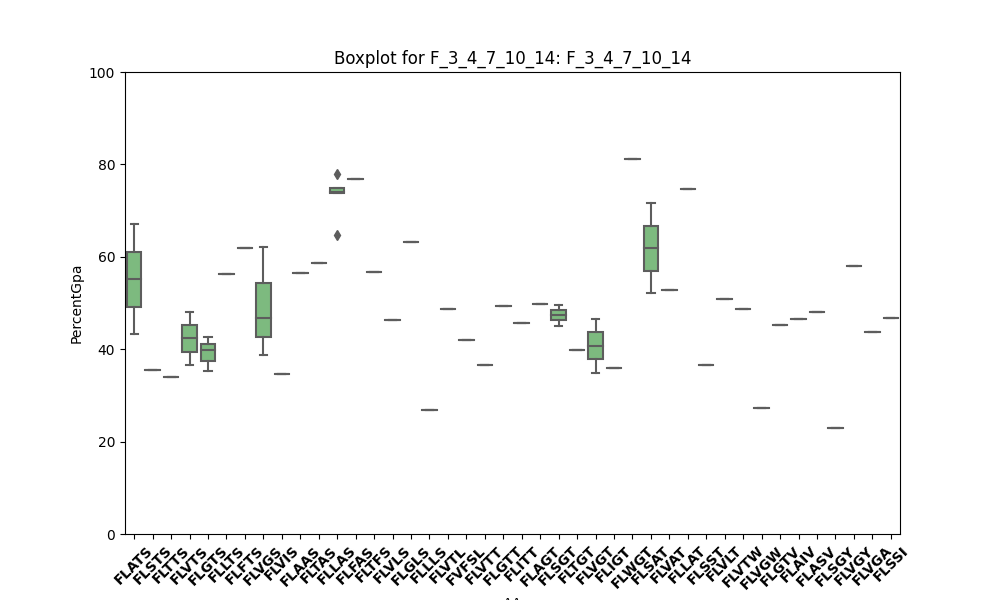 Boxplot for F_3_4_7_10_14: F_3_4_7_10_14
PercentGpa
100
80
60
40
20
0
FLATS
FLSTS
FLTTS
FLVTS
FLGTS
FLLTS
FLFTS
FLVGS
FLVIS
FLAAS
FLTAS
FLLAS
FLFAS
FLTFS
FLVLS
FLGLS
FLLLS
FLVTL
FVFSL
FLVTT
FLGTT
FLITT
FLAGT
FLSGT
FLTGT
FLVGT
FLIGT
FLWGT
FLSAT
FLVAT
FLLAT
FLSST
FLVLT
FLVTW
FLVGW
FLGTV
FLAIV
FLASV
FLSGY
FLVGY
FLVGA
FLSSI